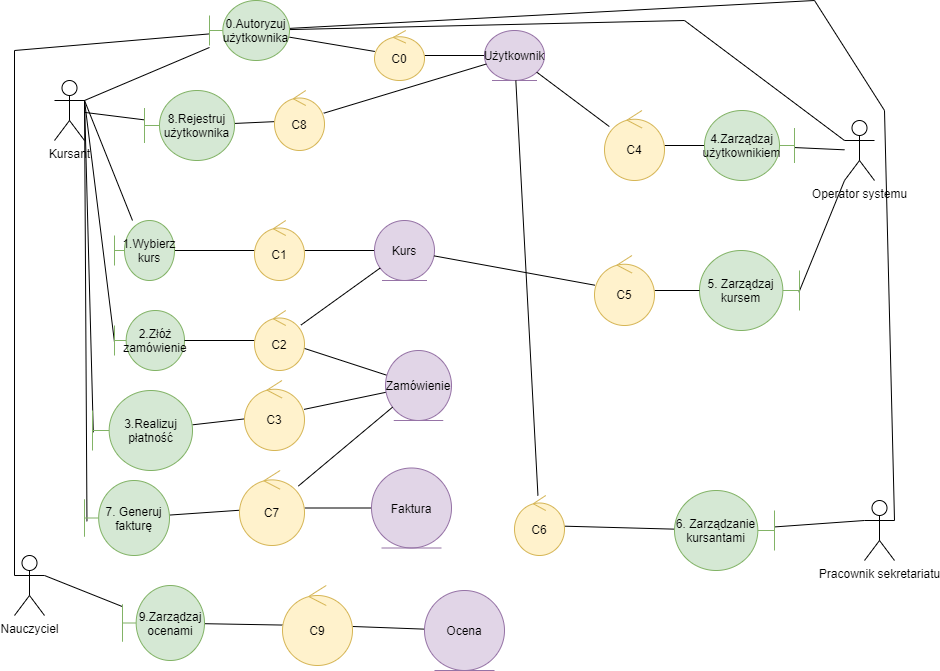 0.Autoryzuj
użytkownika
C0
Użytkownik
8.Rejestruj
użytkownika
C8
Kursant
C4
4.Zarządzaj
użytkownikiem
Operator systemu
1.Wybierz
kurs
C1
Kurs
C5
5. Zarządzaj
kursem
2.Złóż
zamówienie
C2
Zamówienie
3.Realizuj
płatność
C3
7. Generuj
fakturę
C7
Faktura
C6
6. Zarządzanie
kursantami
Pracownik sekretariatu
Nauczyciel
9.Zarządzaj
ocenami
C9
Ocena